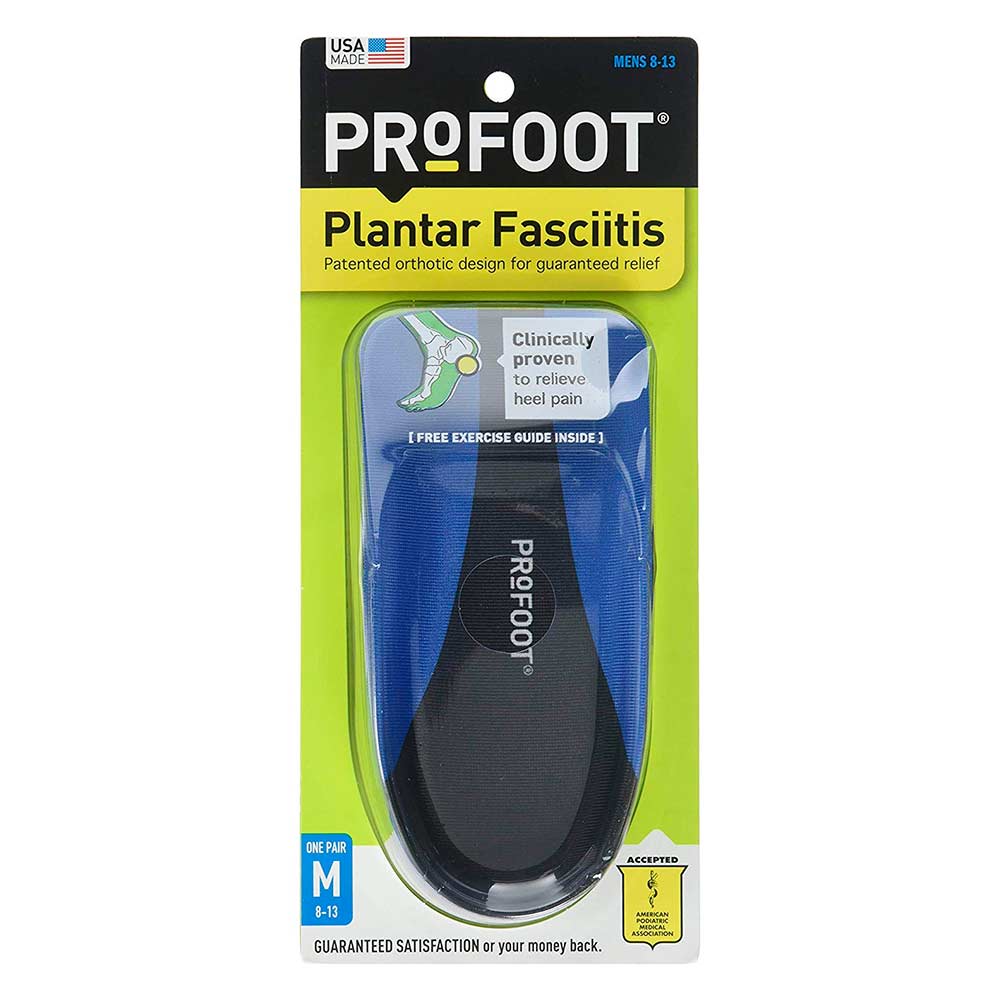 USA
MADE
MENS 8-13
PROFOOT®
Plantar Fasciitis
Patented orthotic design for guaranteed relief
Clinically
proven
to relieve
heel pain
[ FREE EXERCISE GUIDE INSIDE ]
PROFOOT®
ONE PAIR
M
8-13
ACCEPTED
AMERICAN
PODIATRIC
MEDICAL
ASSOCIATION
GUARANTEED SATISFACTION or your money back.